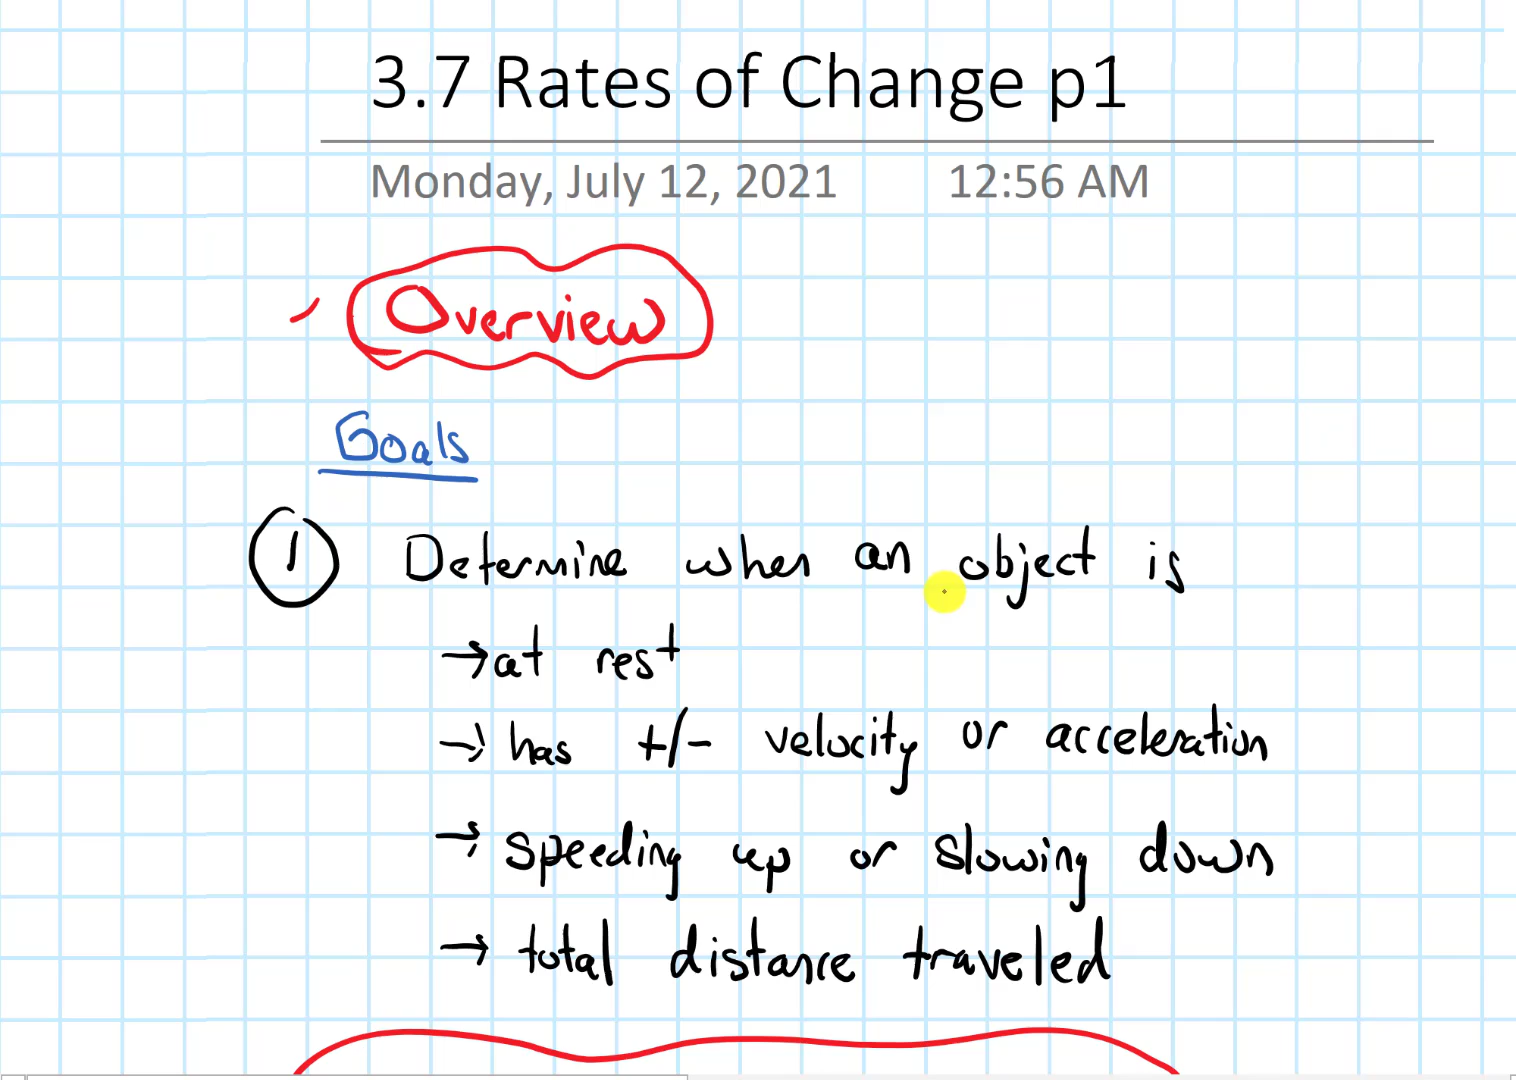 3.7 Rates of Change p1
Monday, July 12, 2021 12:56 AM
Overview
Goals
1 Determine when an object is
→ at rest
→ has +/- velocity or acceleration
→ speeding up or slowing down
→ total distance traveled